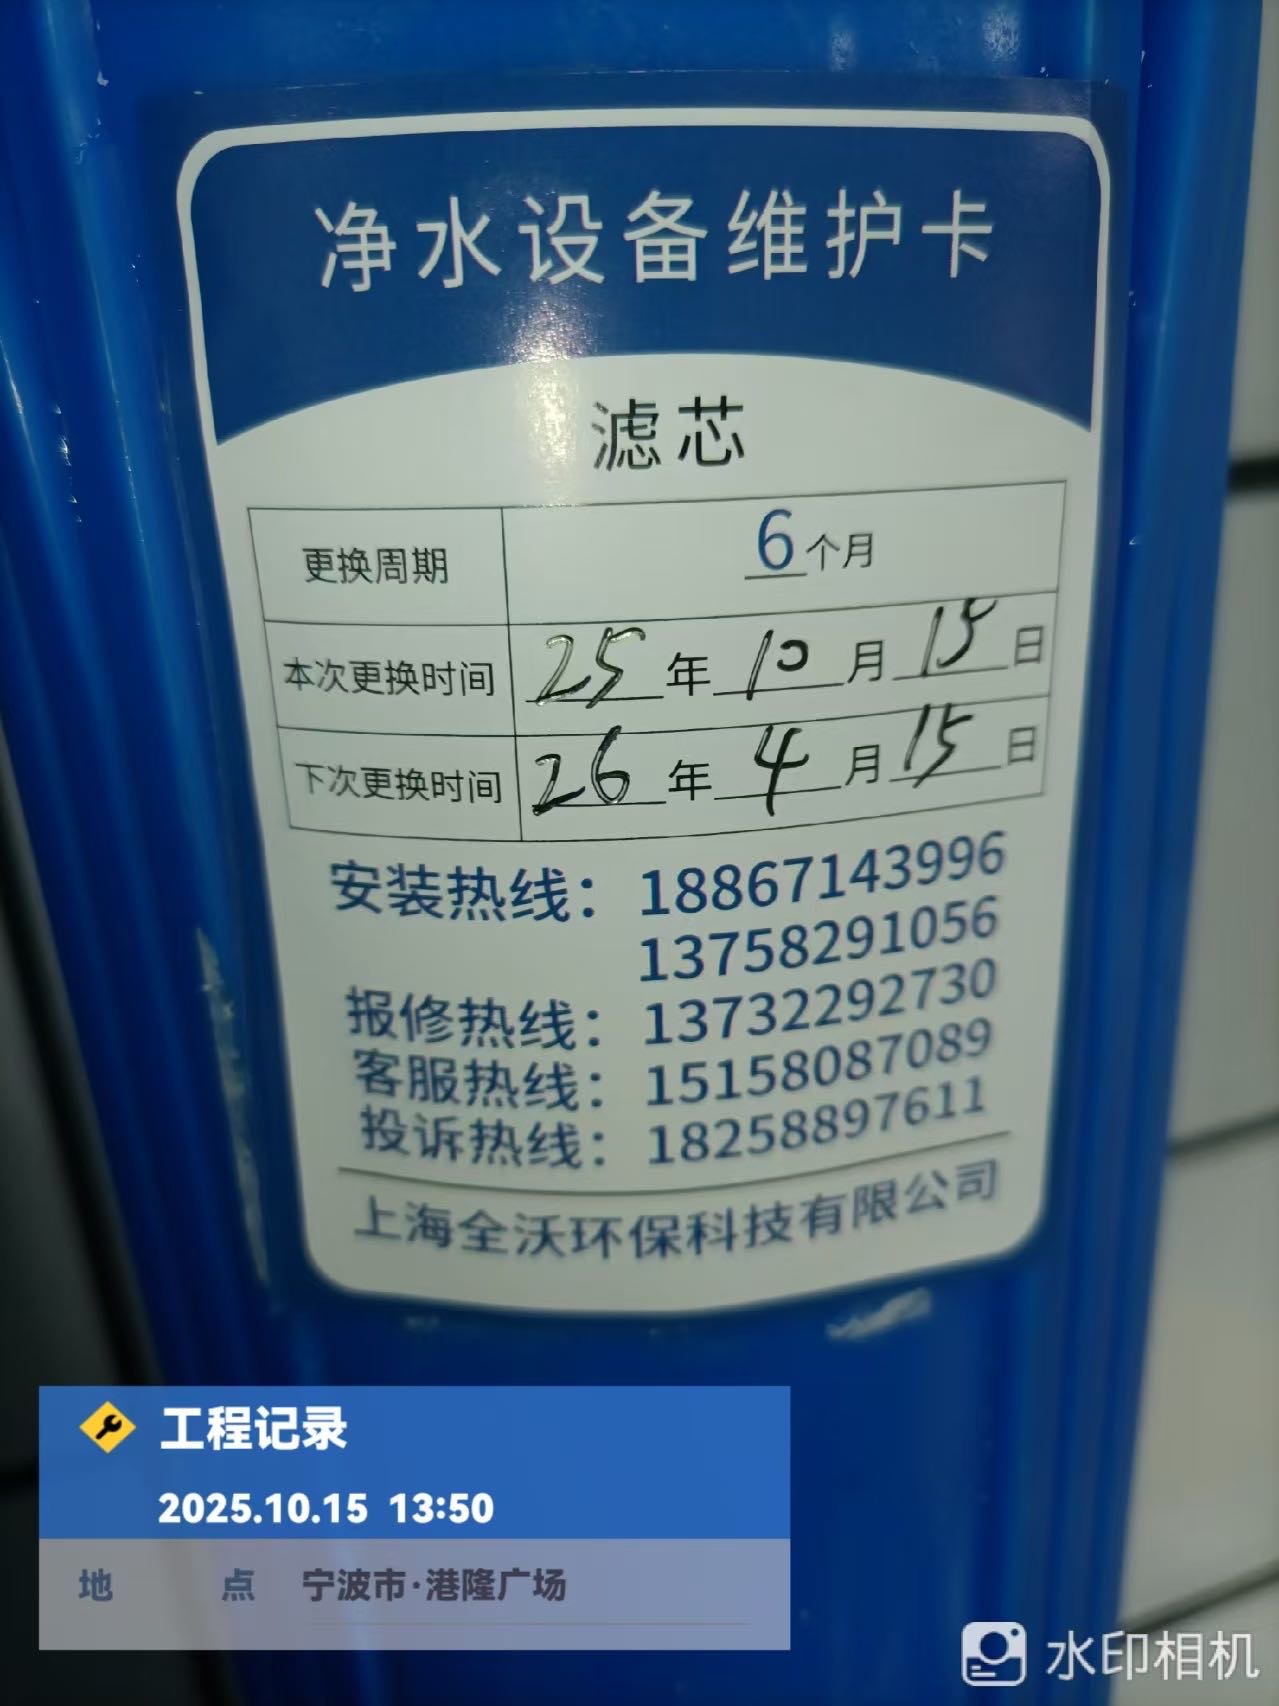 净水设备维护卡
滤芯
更换周期 6个月
本次更换时间 25年10月15日
下次更换时间 26年4月15日
安装热线：18867143996
13758291056
报修热线：13732292730
客服热线：15158087089
投诉热线：18258897611
上海全沃环保科技有限公司
工程记录
2025.10.15 13:50
地 点 宁波市·港隆广场
水印相机